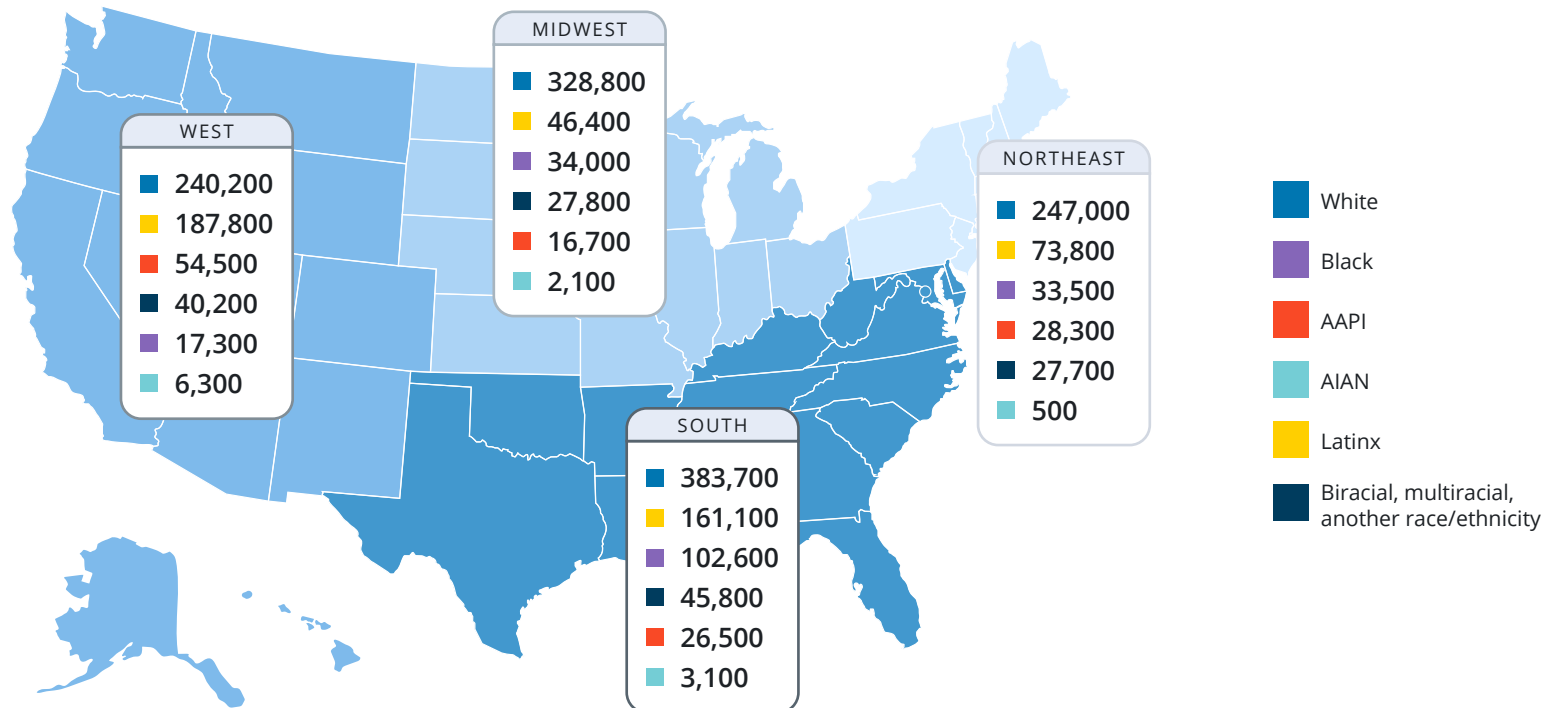 MIDWEST
328,800
46,400
34,000
27,800
16,700
2,100
WEST
240,200
187,800
54,500
40,200
17,300
6,300
NORTHEAST
247,000
73,800
33,500
28,300
27,700
500
SOUTH
383,700
161,100
102,600
45,800
26,500
3,100
White
Black
AAPI
AIAN
Latinx
Biracial, multiracial,
another race/ethnicity